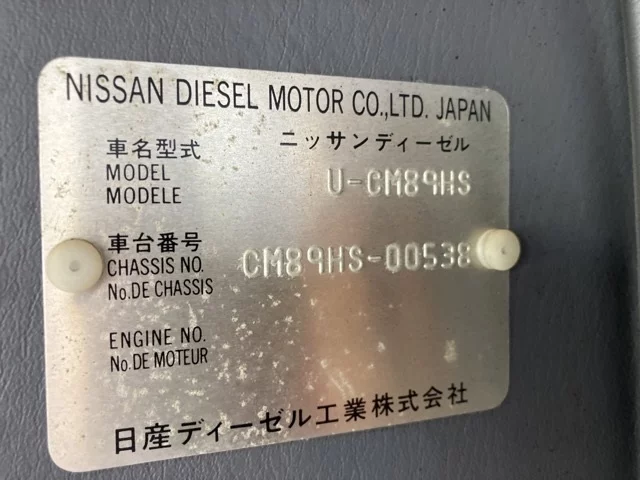 NISSAN DIESEL MOTOR CO.,LTD. JAPAN
車名型式 ニッサンディーゼル
MODEL U-CM89HS
MODELE
車台番号
CHASSIS NO. CM89HS-00538
No.DE CHASSIS
ENGINE NO.
No.DE MOTEUR
日産ディーゼル工業株式会社